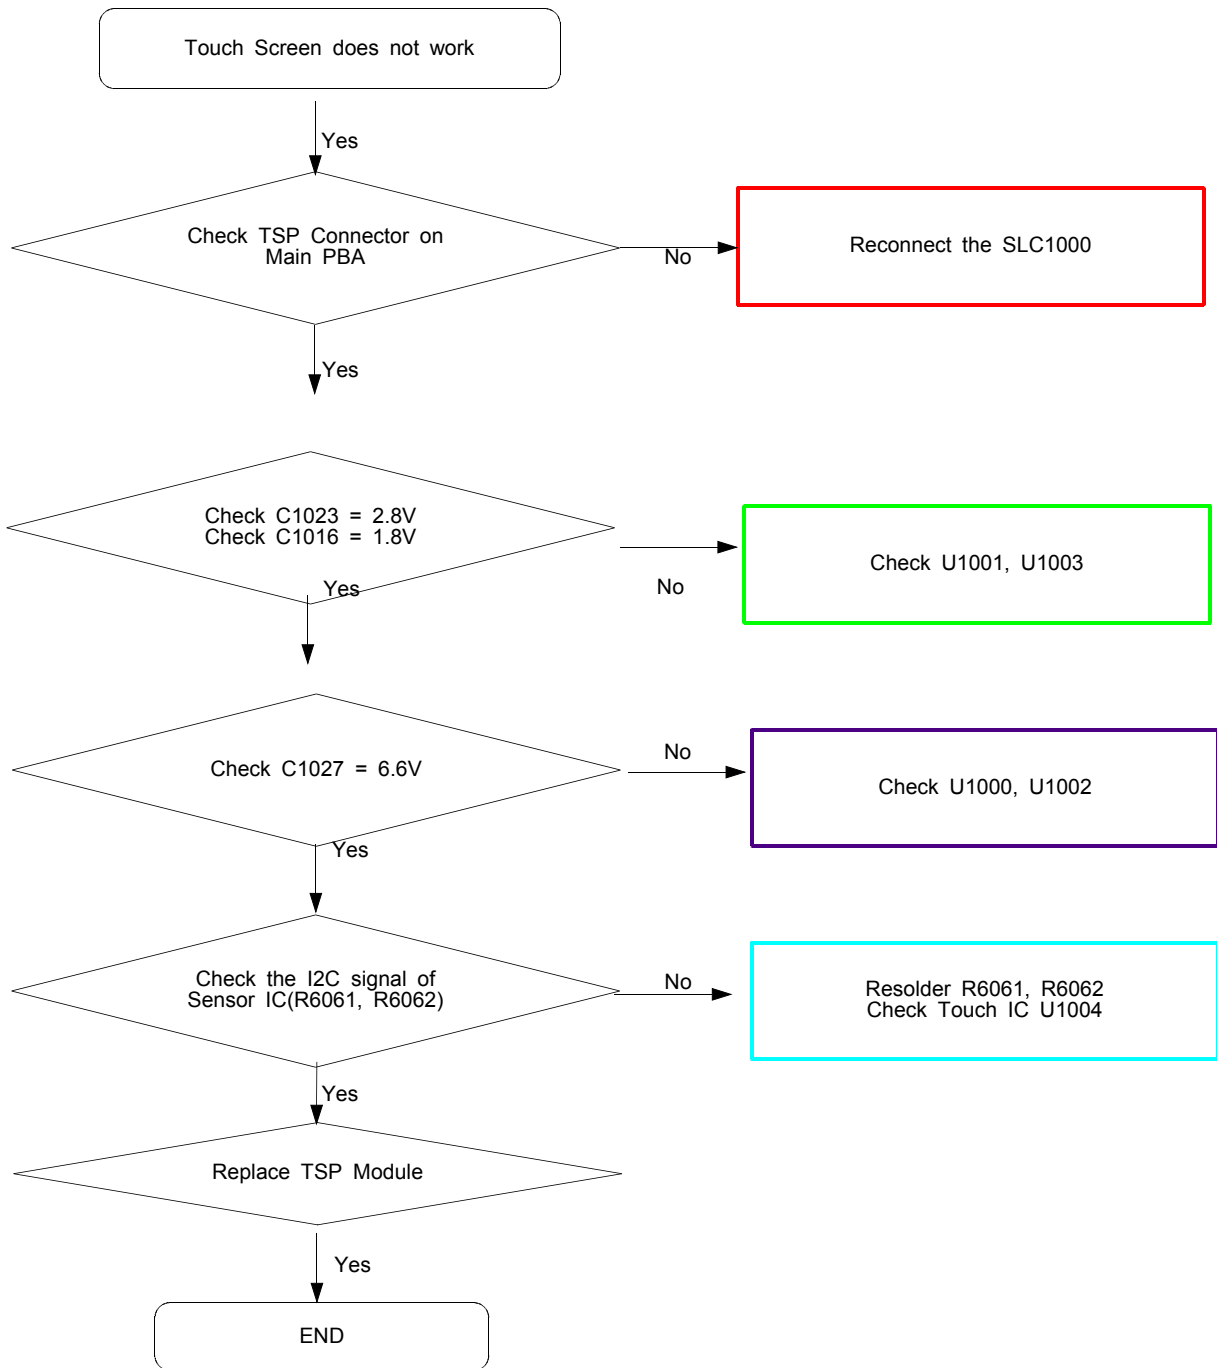 Touch Screen does not work
Yes
Check TSP Connector on
Main PBA
No
Reconnect the SLC1000
Yes
Check C1023 = 2.8V
Check C1016 = 1.8V
No
Check U1001, U1003
Yes
Check C1027 = 6.6V
No
Check U1000, U1002
Yes
Check the I2C signal of
Sensor IC(R6061, R6062)
No
Resolder R6061, R6062
Check Touch IC U1004
Yes
Replace TSP Module
Yes
END